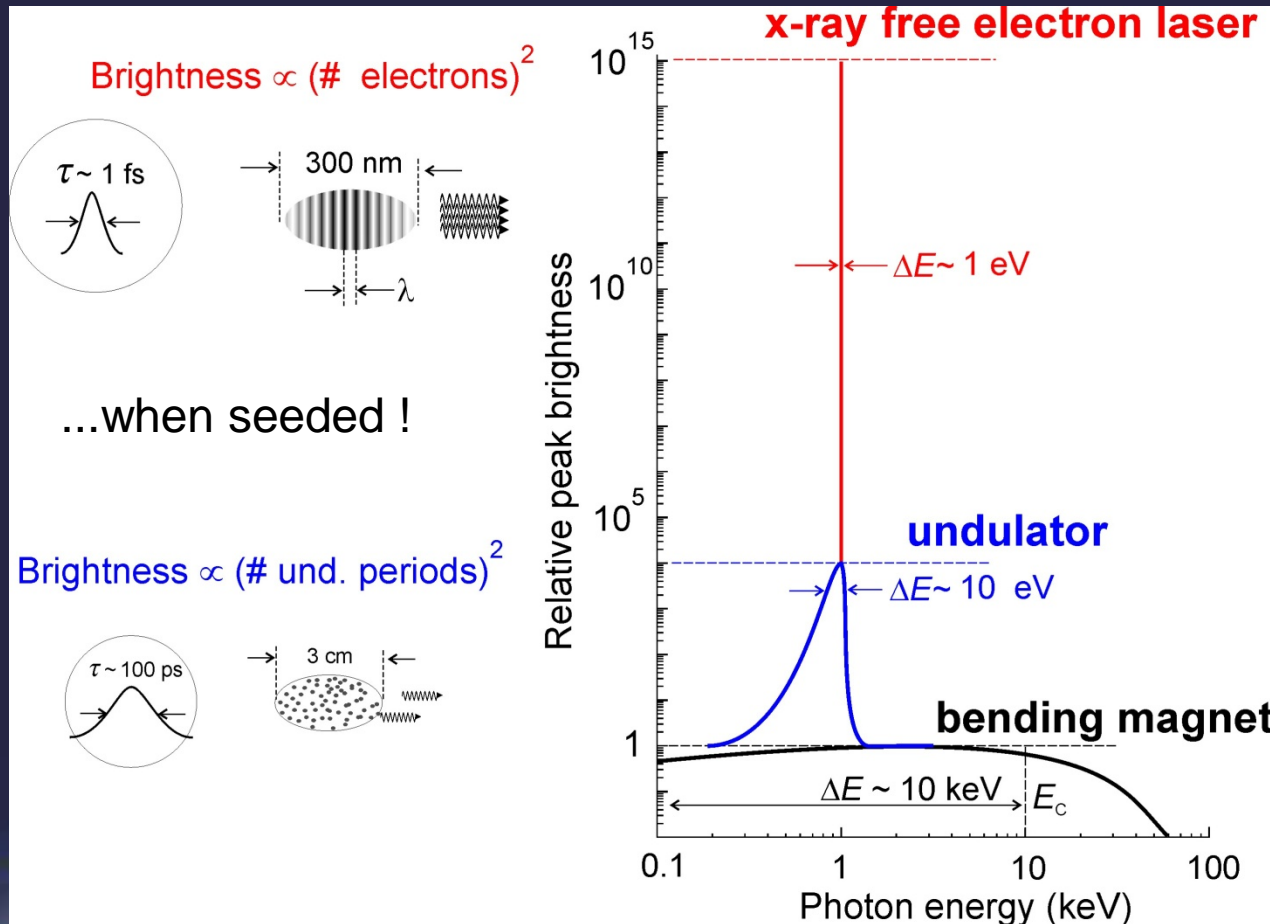 Brightness ∝ (# electrons)²
τ ~ 1 fs
300 nm
λ
...when seeded !
Brightness ∝ (# und. periods)²
τ ~ 100 ps
3 cm
x-ray free electron laser
10¹⁵
ΔE ~ 1 eV
10¹⁰
Relative peak brightness
10⁵
undulator
ΔE ~ 10 eV
bending magnet
1
ΔE ~ 10 keV
E_C
0.1 1 10 100
Photon energy (keV)